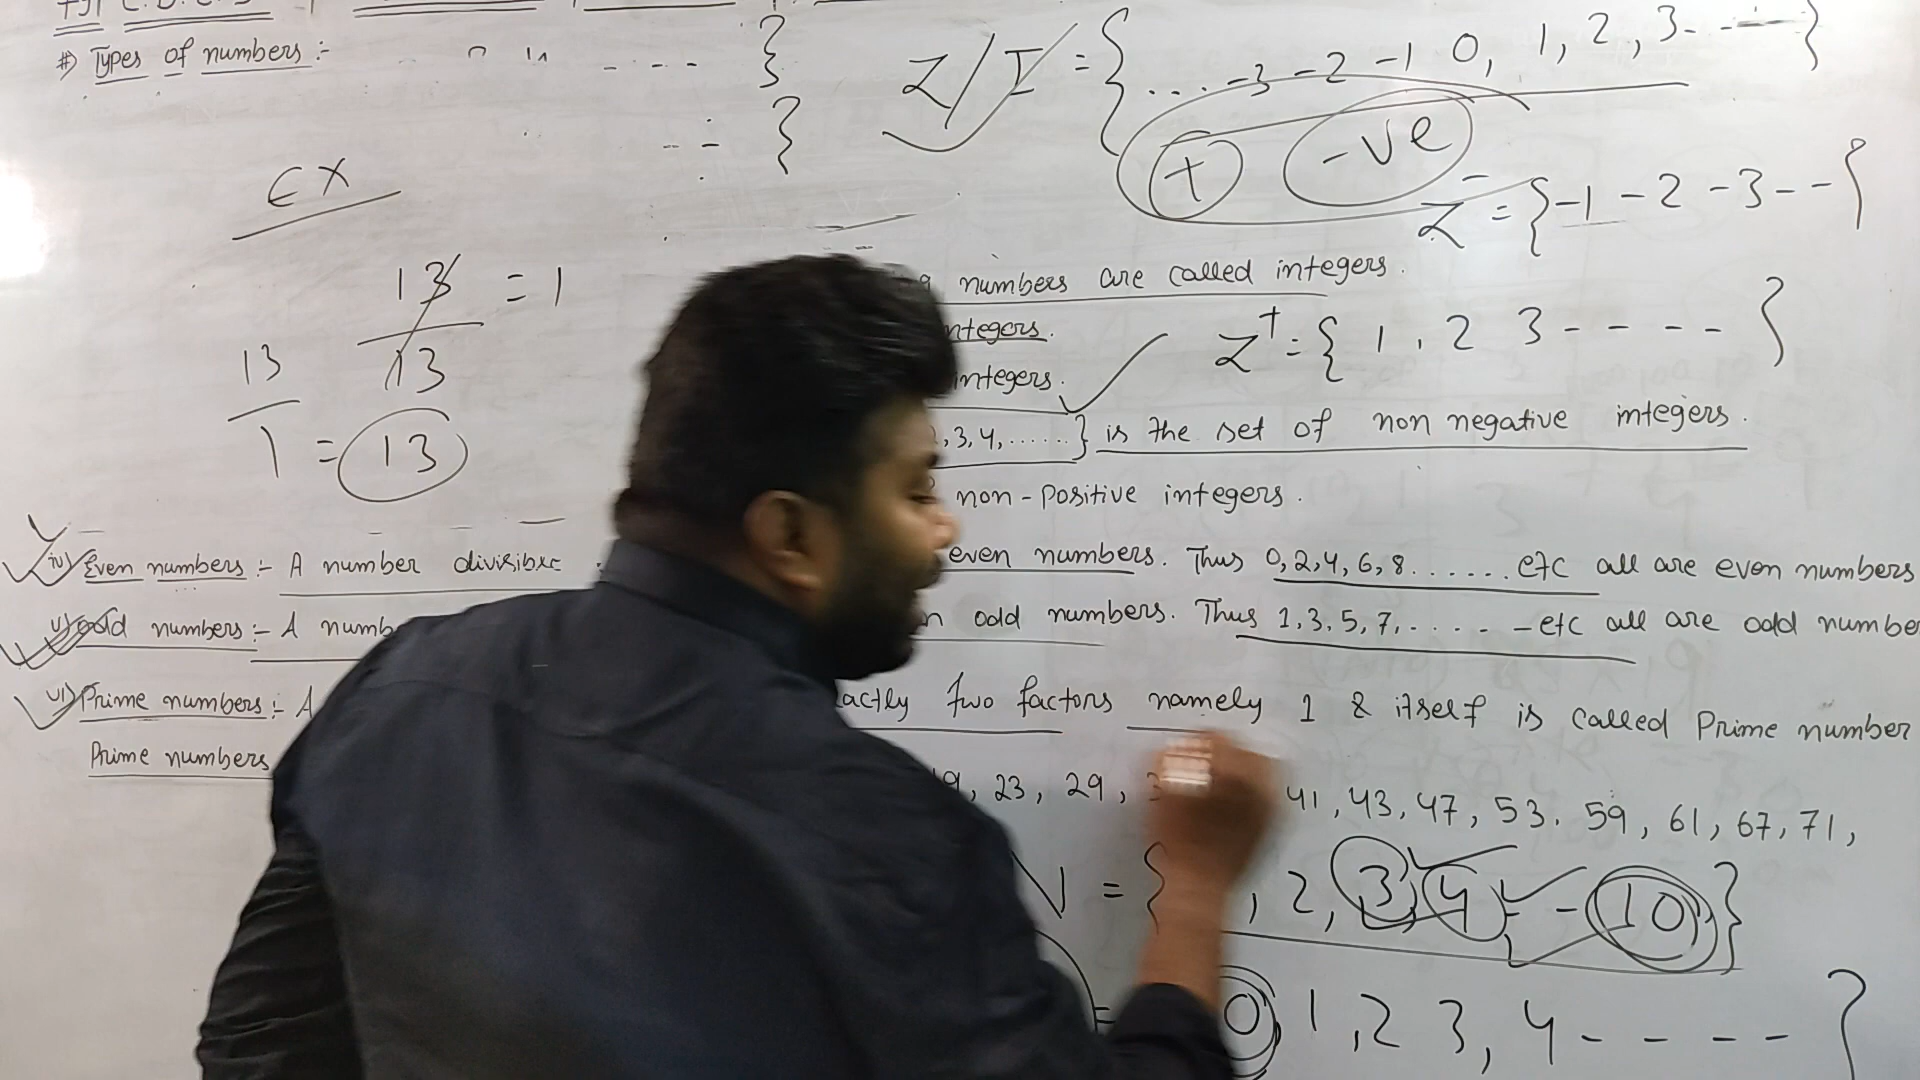 #) Types of numbers :-
Z/I = { ... -3 -2 -1 0, 1, 2, 3- - - }
+ -ve
Z⁻ = {-1 -2 -3 - - }
Ex
13/13 = 1
13/1 = 13
numbers are called integers.
ntegers.
integers.
Z⁺ = { 1, 2 3 - - - - - }
, 3, 4, ......} is the set of non negative integers.
non-positive integers.
iv) Even numbers :- A number divisible even numbers. Thus 0, 2, 4, 6, 8. ...... etc all are even numbers
v) odd numbers :- A numb odd numbers. Thus 1, 3, 5, 7, . . . . - etc all are odd numbe
vi) Prime numbers :- A actly two factors namely 1 & itself is called Prime number
Prime numbers 19, 23, 29, 3 41, 43, 47, 53. 59, 61, 67, 71,
N = { , 2, 3, 4, - - 10 }
= 0, 1, 2 3, 4 - - - - }